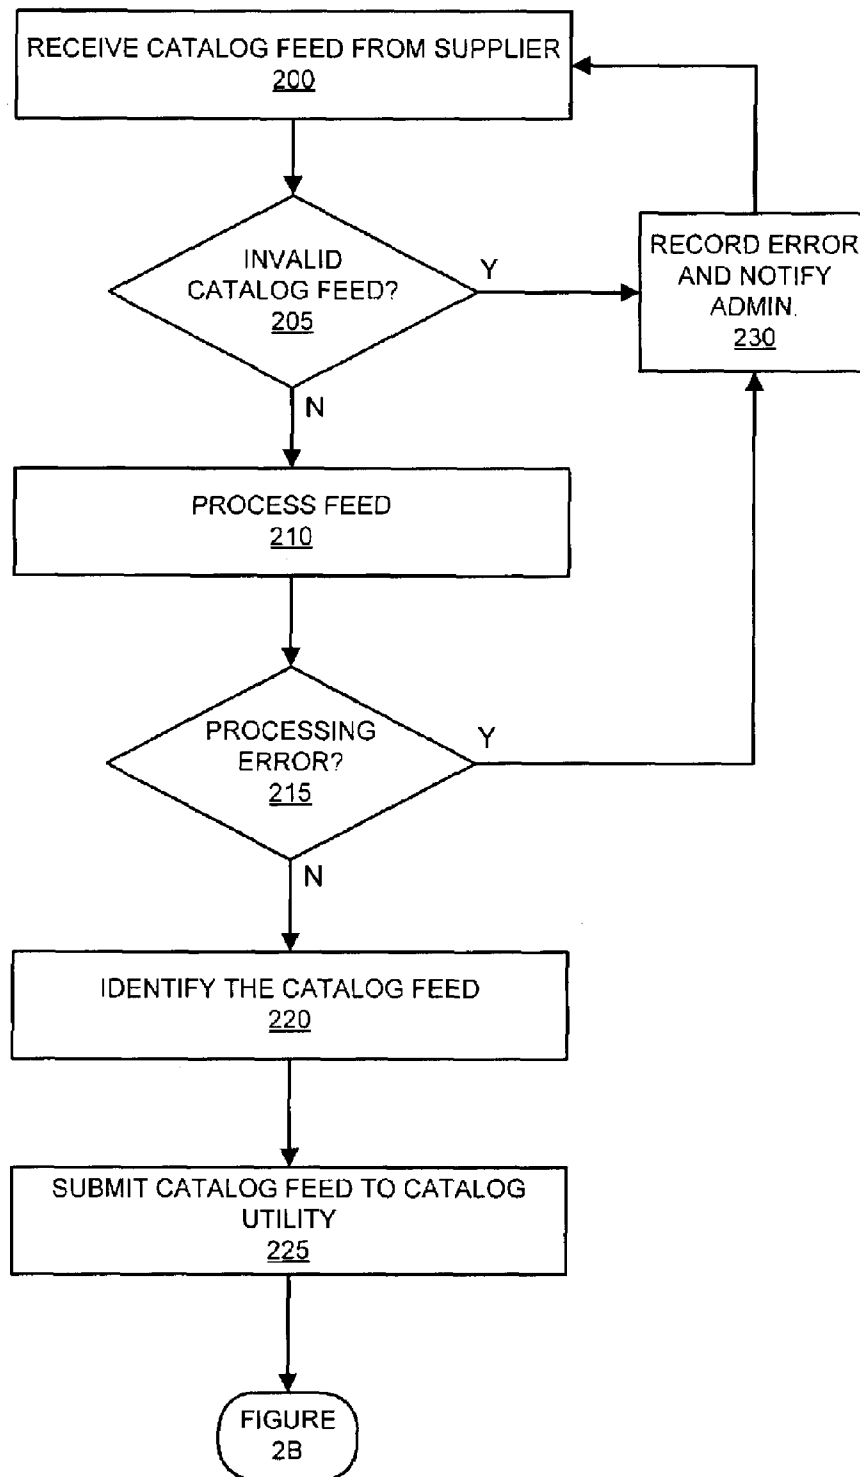 RECEIVE CATALOG FEED FROM SUPPLIER
200
INVALID
CATALOG FEED?
205
Y
RECORD ERROR
AND NOTIFY
ADMIN.
230
N
PROCESS FEED
210
PROCESSING
ERROR?
215
Y
N
IDENTIFY THE CATALOG FEED
220
SUBMIT CATALOG FEED TO CATALOG
UTILITY
225
FIGURE
2B